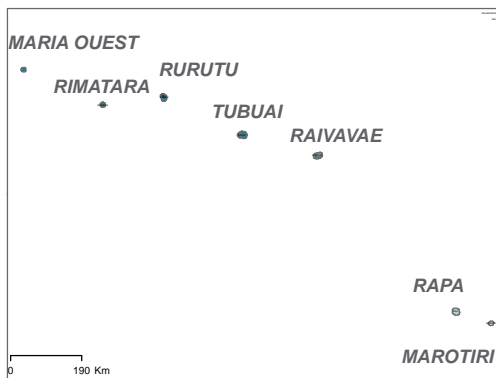 MARIA OUEST
RURUTU
RIMATARA
TUBUAI
RAIVAVAE
RAPA
MAROTIRI
0 190 Km